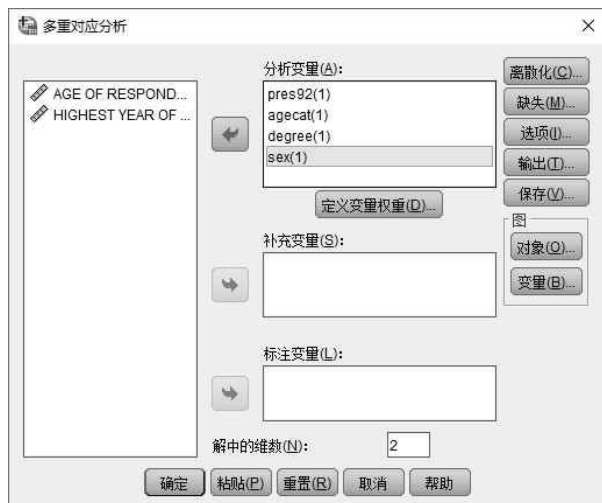 多重对应分析
AGE OF RESPOND...
HIGHEST YEAR OF ...
分析变量(A):
pres92(1)
agecat(1)
degree(1)
sex(1)
定义变量权重(D)...
补充变量(S):
标注变量(L):
解中的维数(N):
2
离散化(C)...
缺失(M)...
选项(I)...
输出(T)...
保存(V)...
图
对象(O)...
变量(B)...
确定
粘贴(P)
重置(R)
取消
帮助